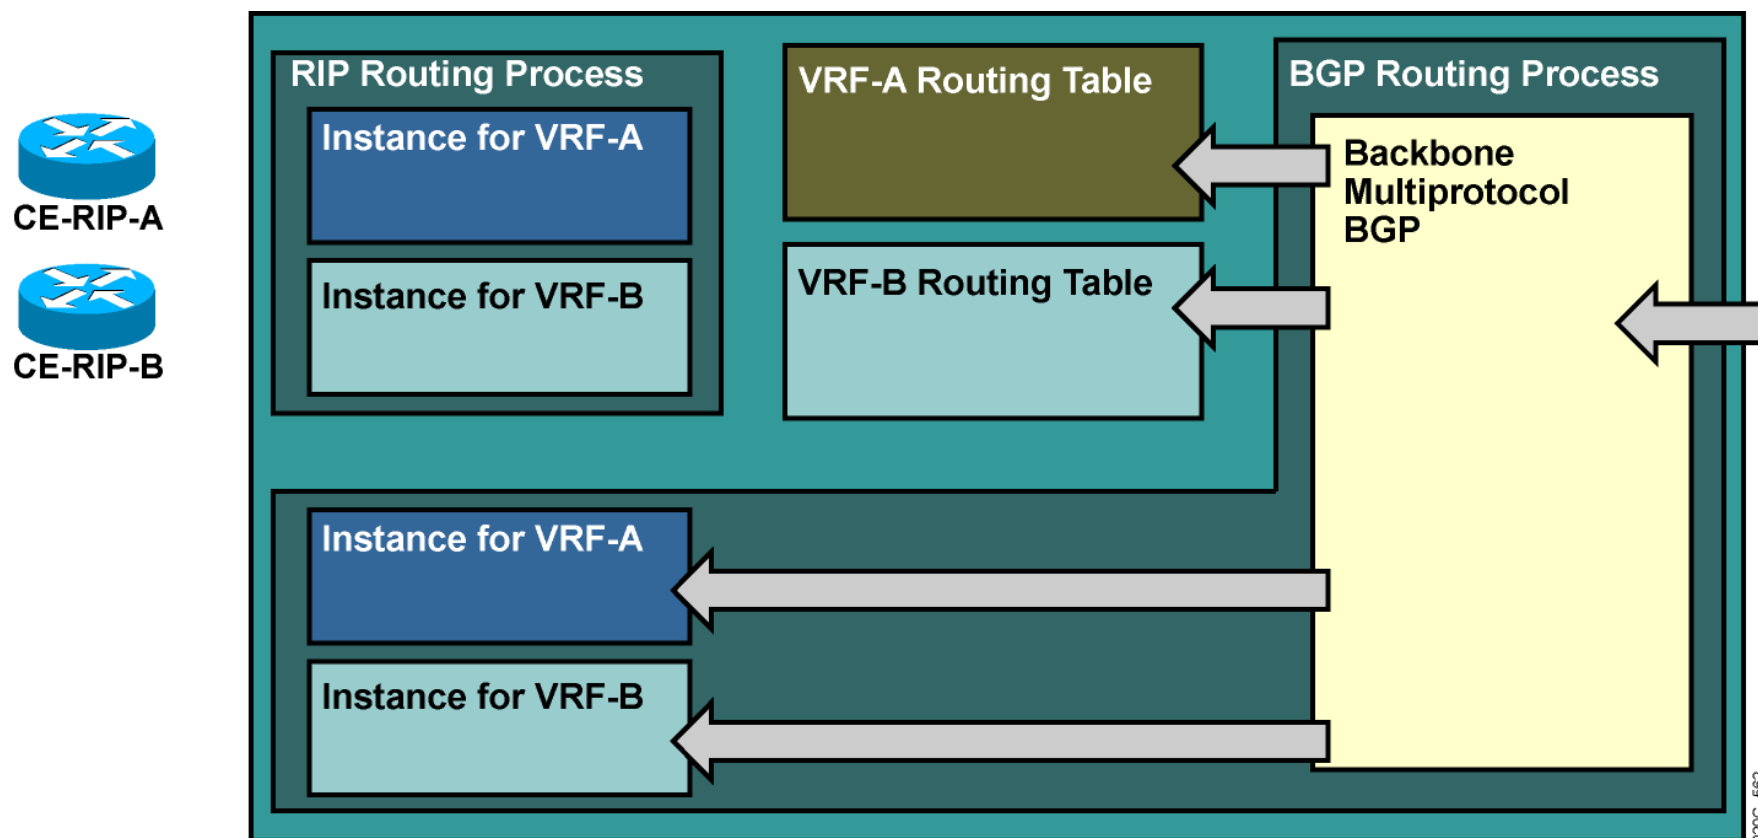 CE-RIP-A
CE-RIP-B
RIP Routing Process
Instance for VRF-A
Instance for VRF-B
VRF-A Routing Table
VRF-B Routing Table
BGP Routing Process
Backbone
Multiprotocol
BGP
Instance for VRF-A
Instance for VRF-B